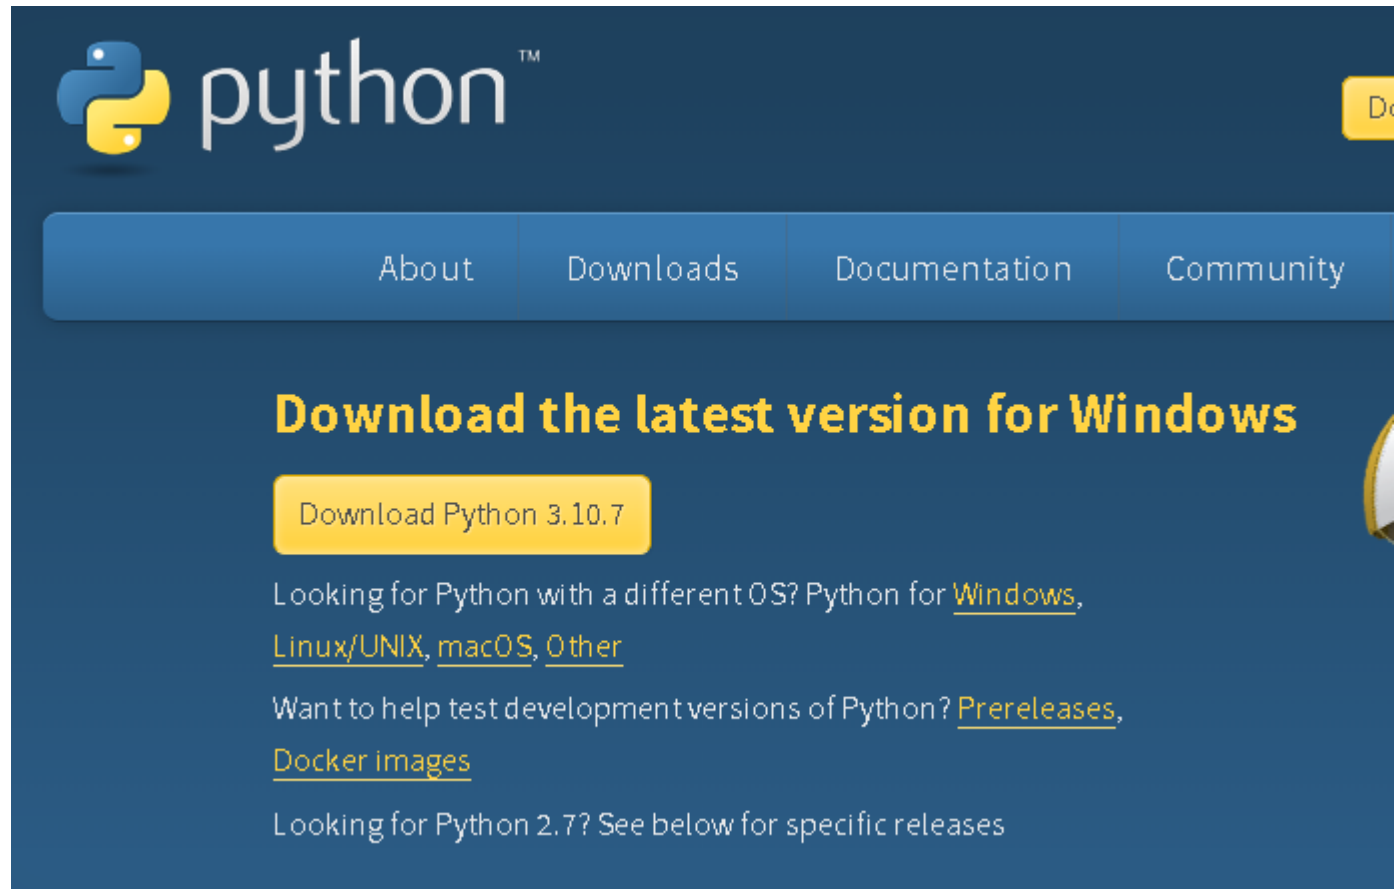 python™
Do
About Downloads Documentation Community
Download the latest version for Windows
Download Python 3.10.7
Looking for Python with a different OS? Python for Windows,
Linux/UNIX, macOS, Other
Want to help test development versions of Python? Prereleases,
Docker images
Looking for Python 2.7? See below for specific releases